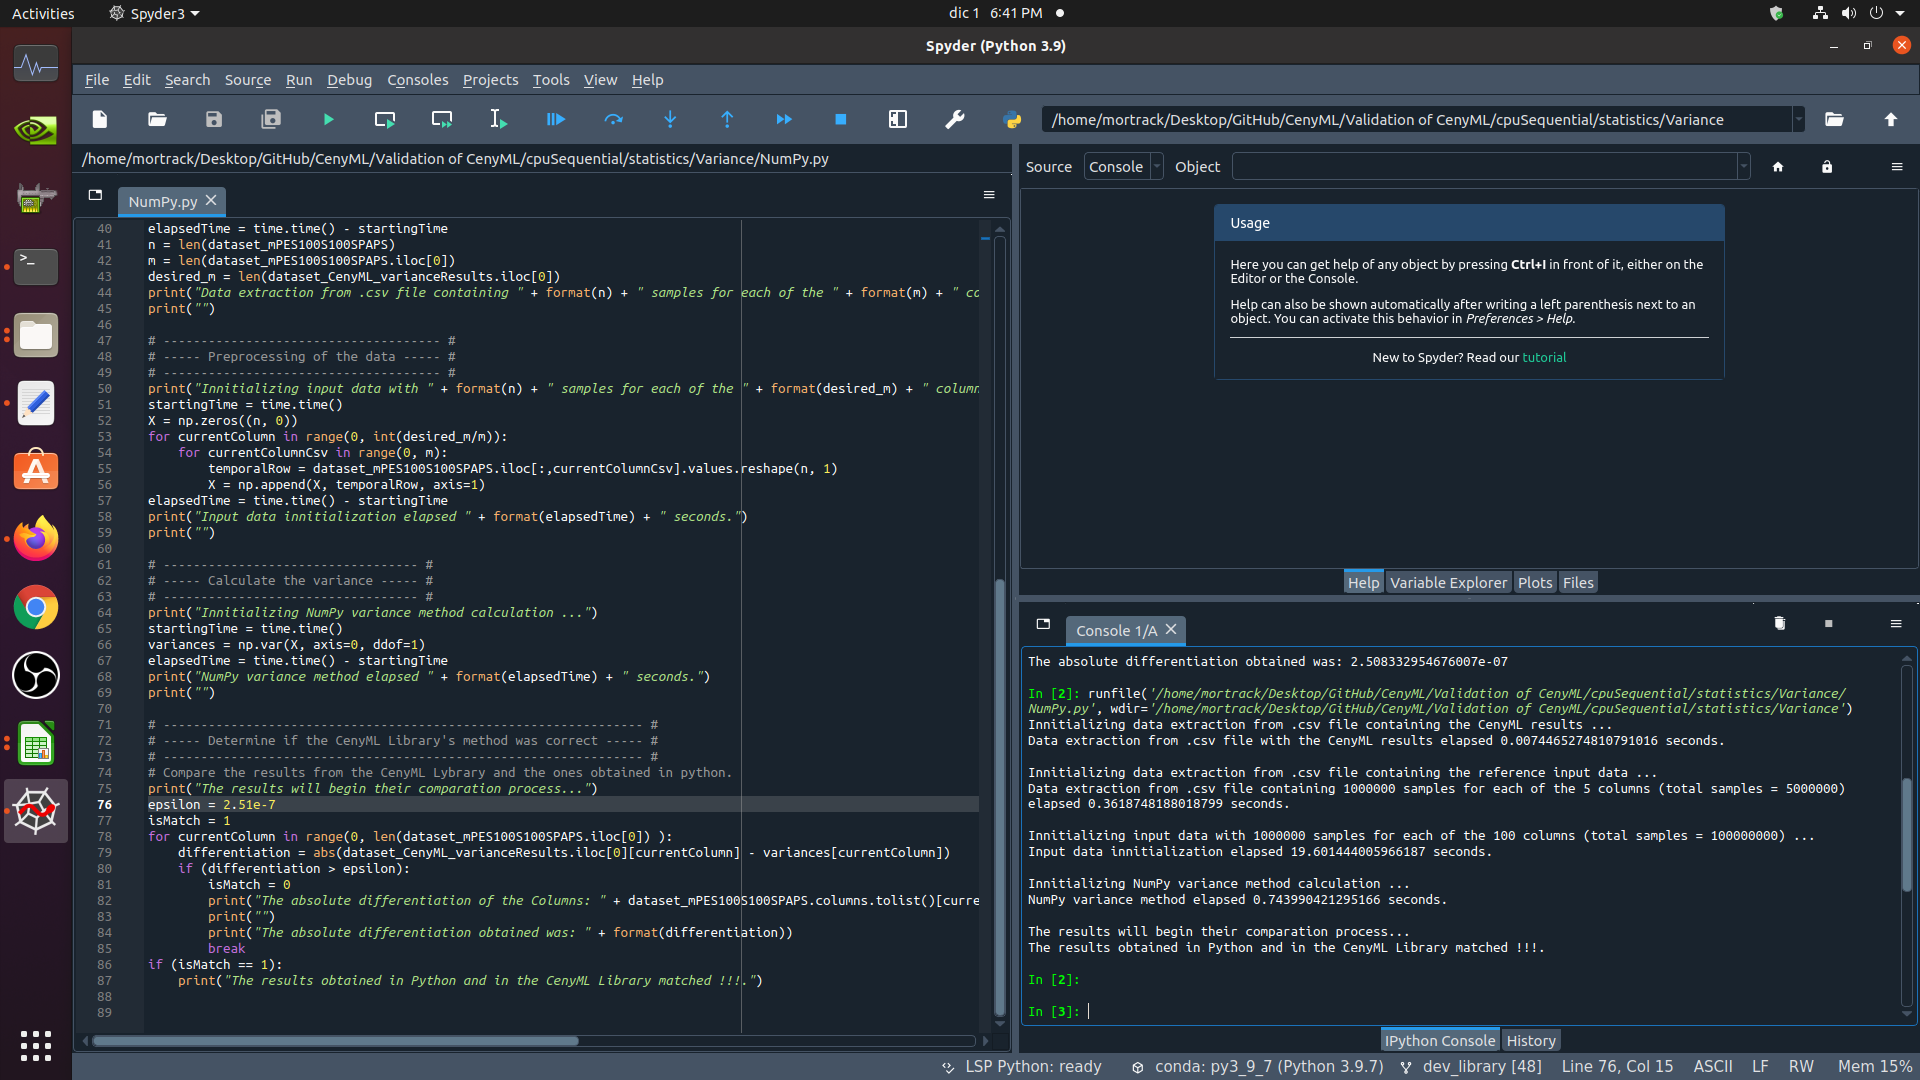 Activities
Spyder3
dic 1 6:41 PM
Spyder (Python 3.9)
File Edit Search Source Run Debug Consoles Projects Tools View Help
/home/mortrack/Desktop/GitHub/CenyML/Validation of CenyML/cpuSequential/statistics/Variance
/home/mortrack/Desktop/GitHub/CenyML/Validation of CenyML/cpuSequential/statistics/Variance/NumPy.py
NumPy.py
40 elapsedTime = time.time() - startingTime
41 n = len(dataset_mPES100S100SPAPS)
42 m = len(dataset_mPES100S100SPAPS.iloc[0])
43 desired_m = len(dataset_CenyML_varianceResults.iloc[0])
44 print("Data extraction from .csv file containing " + format(n) + " samples for each of the " + format(m) + " co
45 print("")
46
47 # ------------------------------------- #
48 # ----- Preprocessing of the data ----- #
49 # ------------------------------------- #
50 print("Innitializing input data with " + format(n) + " samples for each of the " + format(desired_m) + " column
51 startingTime = time.time()
52 X = np.zeros((n, 0))
53 for currentColumn in range(0, int(desired_m/m)):
54     for currentColumnCsv in range(0, m):
55         temporalRow = dataset_mPES100S100SPAPS.iloc[:,currentColumnCsv].values.reshape(n, 1)
56         X = np.append(X, temporalRow, axis=1)
57 elapsedTime = time.time() - startingTime
58 print("Input data innitialization elapsed " + format(elapsedTime) + " seconds.")
59 print("")
60
61 # ---------------------------------- #
62 # ----- Calculate the variance ----- #
63 # ---------------------------------- #
64 print("Innitializing NumPy variance method calculation ...")
65 startingTime = time.time()
66 variances = np.var(X, axis=0, ddof=1)
67 elapsedTime = time.time() - startingTime
68 print("NumPy variance method elapsed " + format(elapsedTime) + " seconds.")
69 print("")
70
71 # ---------------------------------------------------------------- #
72 # ----- Determine if the CenyML Library's method was correct ----- #
73 # ---------------------------------------------------------------- #
74 # Compare the results from the CenyML Lybrary and the ones obtained in python.
75 print("The results will begin their comparation process...")
76 epsilon = 2.51e-7
77 isMatch = 1
78 for currentColumn in range(0, len(dataset_mPES100S100SPAPS.iloc[0]) ):
79     differentiation = abs(dataset_CenyML_varianceResults.iloc[0][currentColumn] - variances[currentColumn])
80     if (differentiation > epsilon):
81         isMatch = 0
82         print("The absolute differentiation of the Columns: " + dataset_mPES100S100SPAPS.columns.tolist()[curre
83         print("")
84         print("The absolute differentiation obtained was: " + format(differentiation))
85         break
86 if (isMatch == 1):
87     print("The results obtained in Python and in the CenyML Library matched !!!.")
88
89
Source Console Object
Usage
Here you can get help of any object by pressing Ctrl+I in front of it, either on the
Editor or the Console.
Help can also be shown automatically after writing a left parenthesis next to an
object. You can activate this behavior in Preferences > Help.
New to Spyder? Read our tutorial
Help Variable Explorer Plots Files
Console 1/A
The absolute differentiation obtained was: 2.508332954676007e-07
In [2]: runfile('/home/mortrack/Desktop/GitHub/CenyML/Validation of CenyML/cpuSequential/statistics/Variance/
NumPy.py', wdir='/home/mortrack/Desktop/GitHub/CenyML/Validation of CenyML/cpuSequential/statistics/Variance')
Innitializing data extraction from .csv file containing the CenyML results ...
Data extraction from .csv file with the CenyML results elapsed 0.0074465274810791016 seconds.
Innitializing data extraction from .csv file containing the reference input data ...
Data extraction from .csv file containing 1000000 samples for each of the 5 columns (total samples = 5000000)
elapsed 0.3618748188018799 seconds.
Innitializing input data with 1000000 samples for each of the 100 columns (total samples = 100000000) ...
Input data innitialization elapsed 19.601444005966187 seconds.
Innitializing NumPy variance method calculation ...
NumPy variance method elapsed 0.743990421295166 seconds.
The results will begin their comparation process...
The results obtained in Python and in the CenyML Library matched !!!.
In [2]:
In [3]:
IPython Console History
LSP Python: ready conda: py3_9_7 (Python 3.9.7) dev_library [48] Line 76, Col 15 ASCII LF RW Mem 15%